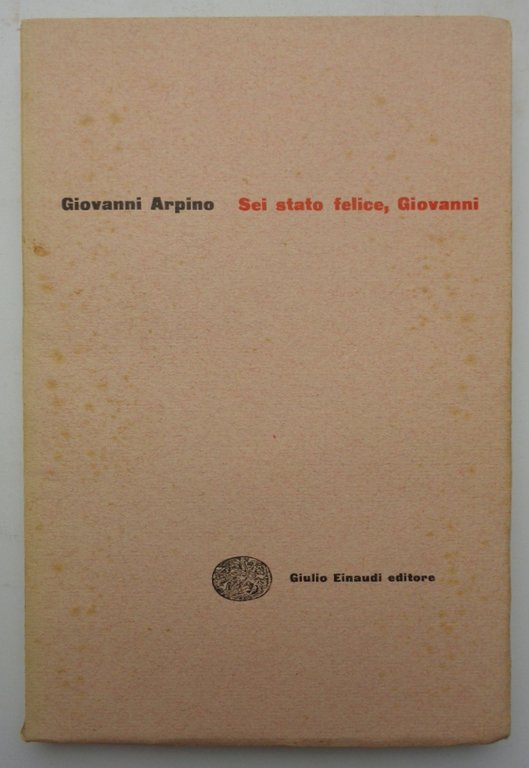 Giovanni Arpino Sei stato felice, Giovanni
Giulio Einaudi editore